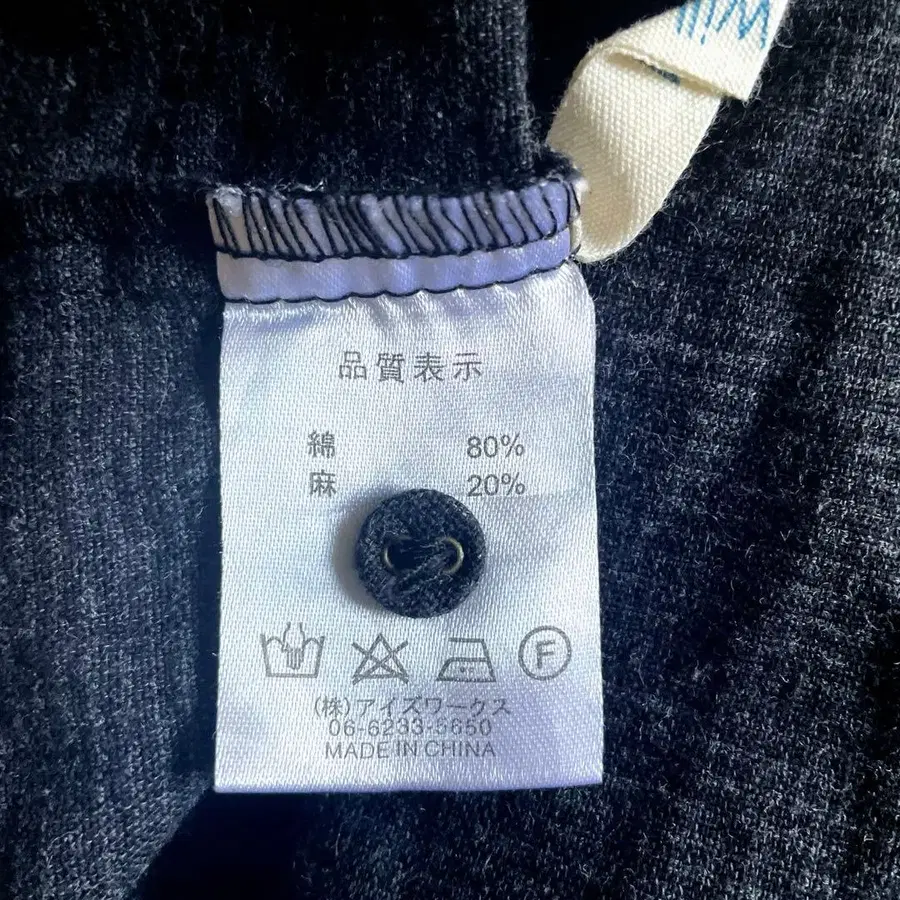 品質表示
綿 80%
麻 20%
F
(株)アイズワークス
06-6233-5650
MADE IN CHINA